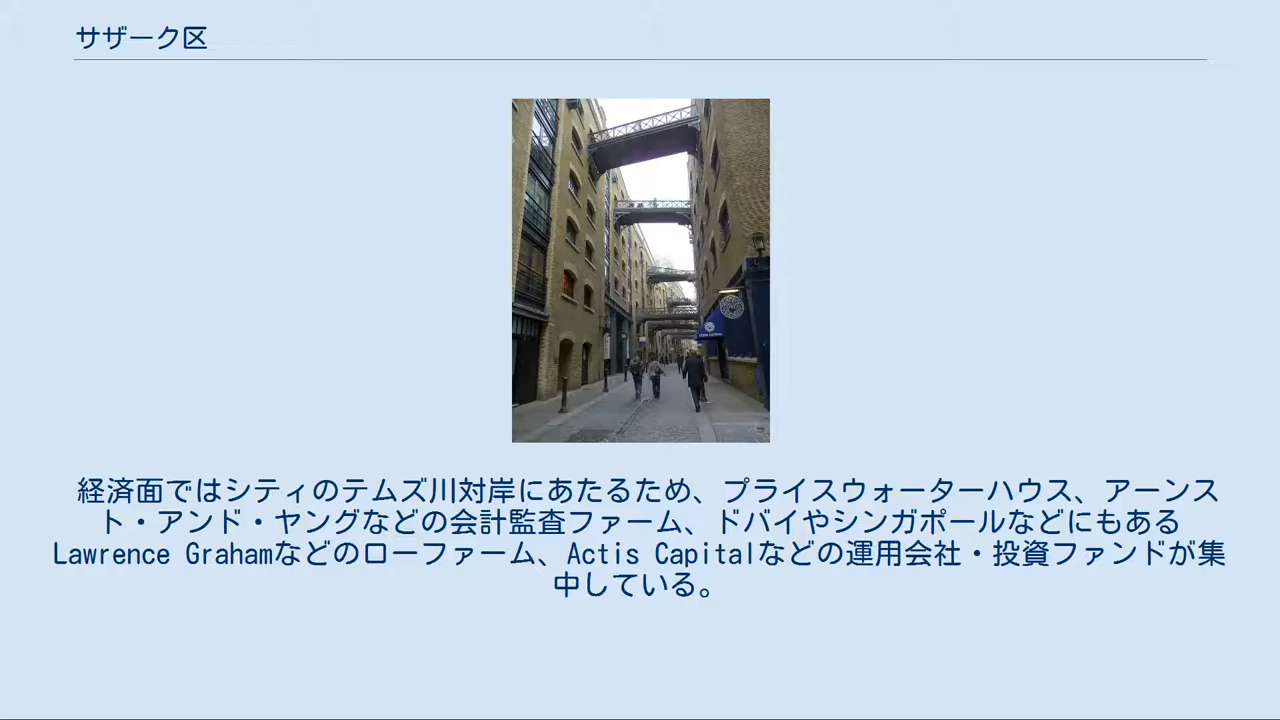 サザーク区
経済面ではシティのテムズ川対岸にあたるため、プライスウォーターハウス、アーンス
ト・アンド・ヤングなどの会計監査ファーム、ドバイやシンガポールなどにもある
Lawrence Grahamなどのローファーム、Actis Capitalなどの運用会社・投資ファンドが集
中している。